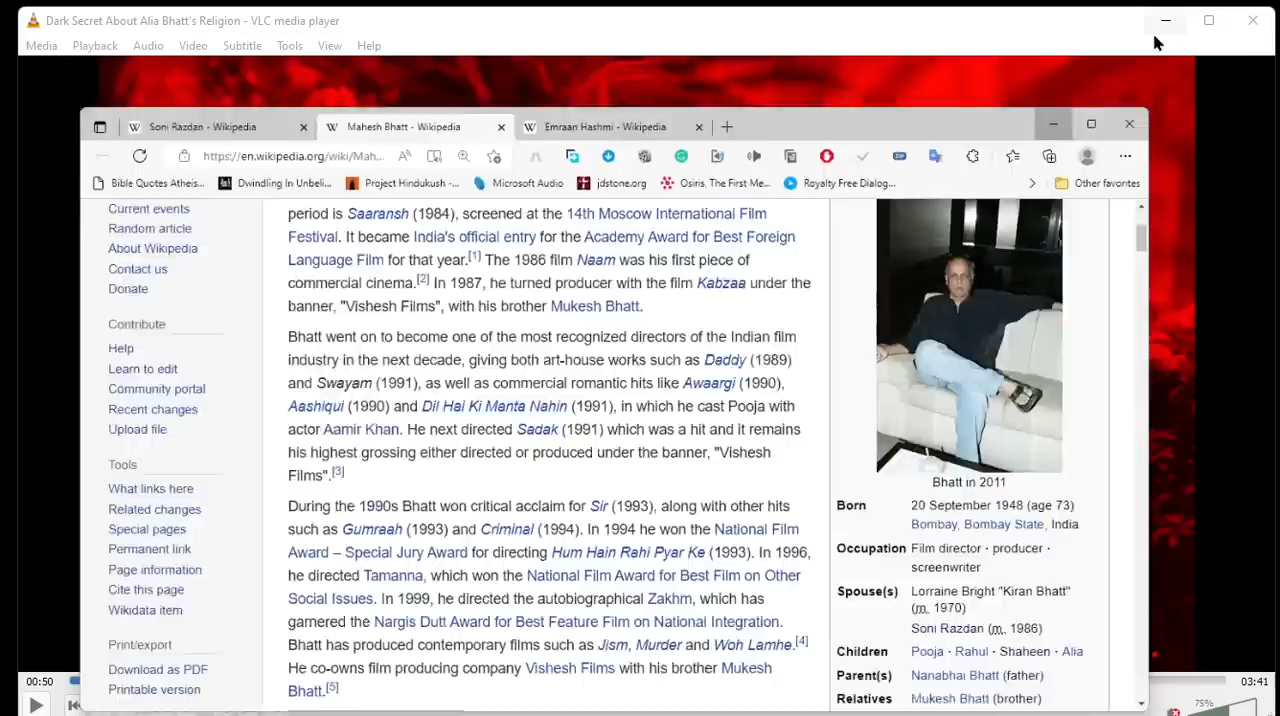 Dark Secret About Alia Bhatt's Religion - VLC media player
Media Playback Audio Video Subtitle Tools View Help
Soni Razdan - Wikipedia
Mahesh Bhatt - Wikipedia
Emraan Hashmi - Wikipedia
https://en.wikipedia.org/wiki/Mah...
Bible Quotes Atheis...
Dwindling In Unbeli...
Project Hindukush -...
Microsoft Audio
jdstone.org
Osiris, The First Me...
Royalty Free Dialog...
Other favorites
Current events
Random article
About Wikipedia
Contact us
Donate
Contribute
Help
Learn to edit
Community portal
Recent changes
Upload file
Tools
What links here
Related changes
Special pages
Permanent link
Page information
Cite this page
Wikidata item
Print/export
Download as PDF
Printable version
period is Saaransh (1984), screened at the 14th Moscow International Film
Festival. It became India's official entry for the Academy Award for Best Foreign
Language Film for that year.[1] The 1986 film Naam was his first piece of
commercial cinema.[2] In 1987, he turned producer with the film Kabzaa under the
banner, "Vishesh Films", with his brother Mukesh Bhatt.
Bhatt went on to become one of the most recognized directors of the Indian film
industry in the next decade, giving both art-house works such as Daddy (1989)
and Swayam (1991), as well as commercial romantic hits like Awaargi (1990),
Aashiqui (1990) and Dil Hai Ki Manta Nahin (1991), in which he cast Pooja with
actor Aamir Khan. He next directed Sadak (1991) which was a hit and it remains
his highest grossing either directed or produced under the banner, "Vishesh
Films".[3]
During the 1990s Bhatt won critical acclaim for Sir (1993), along with other hits
such as Gumraah (1993) and Criminal (1994). In 1994 he won the National Film
Award – Special Jury Award for directing Hum Hain Rahi Pyar Ke (1993). In 1996,
he directed Tamanna, which won the National Film Award for Best Film on Other
Social Issues. In 1999, he directed the autobiographical Zakhm, which has
garnered the Nargis Dutt Award for Best Feature Film on National Integration.
Bhatt has produced contemporary films such as Jism, Murder and Woh Lamhe.[4]
He co-owns film producing company Vishesh Films with his brother Mukesh
Bhatt.[5]
Bhatt in 2011
Born 20 September 1948 (age 73)
Bombay, Bombay State, India
Occupation Film director · producer ·
screenwriter
Spouse(s) Lorraine Bright "Kiran Bhatt"
(m. 1970)
Soni Razdan (m. 1986)
Children Pooja · Rahul · Shaheen · Alia
Parent(s) Nanabhai Bhatt (father)
Relatives Mukesh Bhatt (brother)
00:50
03:41
75%